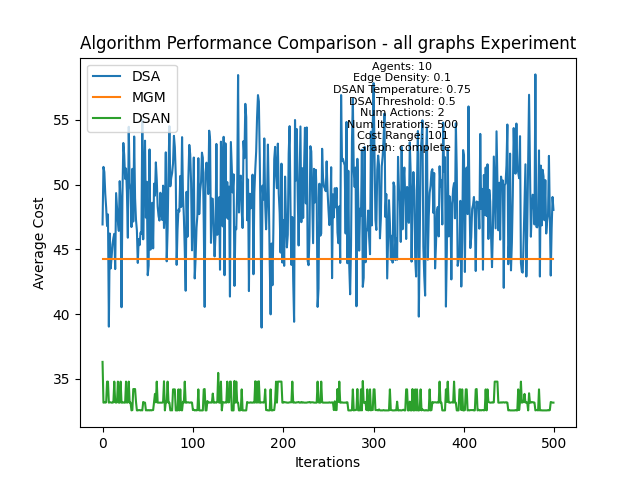 Algorithm Performance Comparison - all graphs Experiment
DSA
MGM
DSAN
Agents: 10
Edge Density: 0.1
DSAN Temperature: 0.75
DSA Threshold: 0.5
Num Actions: 2
Num Iterations: 500
Cost Range: 101
Graph: complete
Average Cost
55
50
45
40
35
0
100
200
300
400
500
Iterations